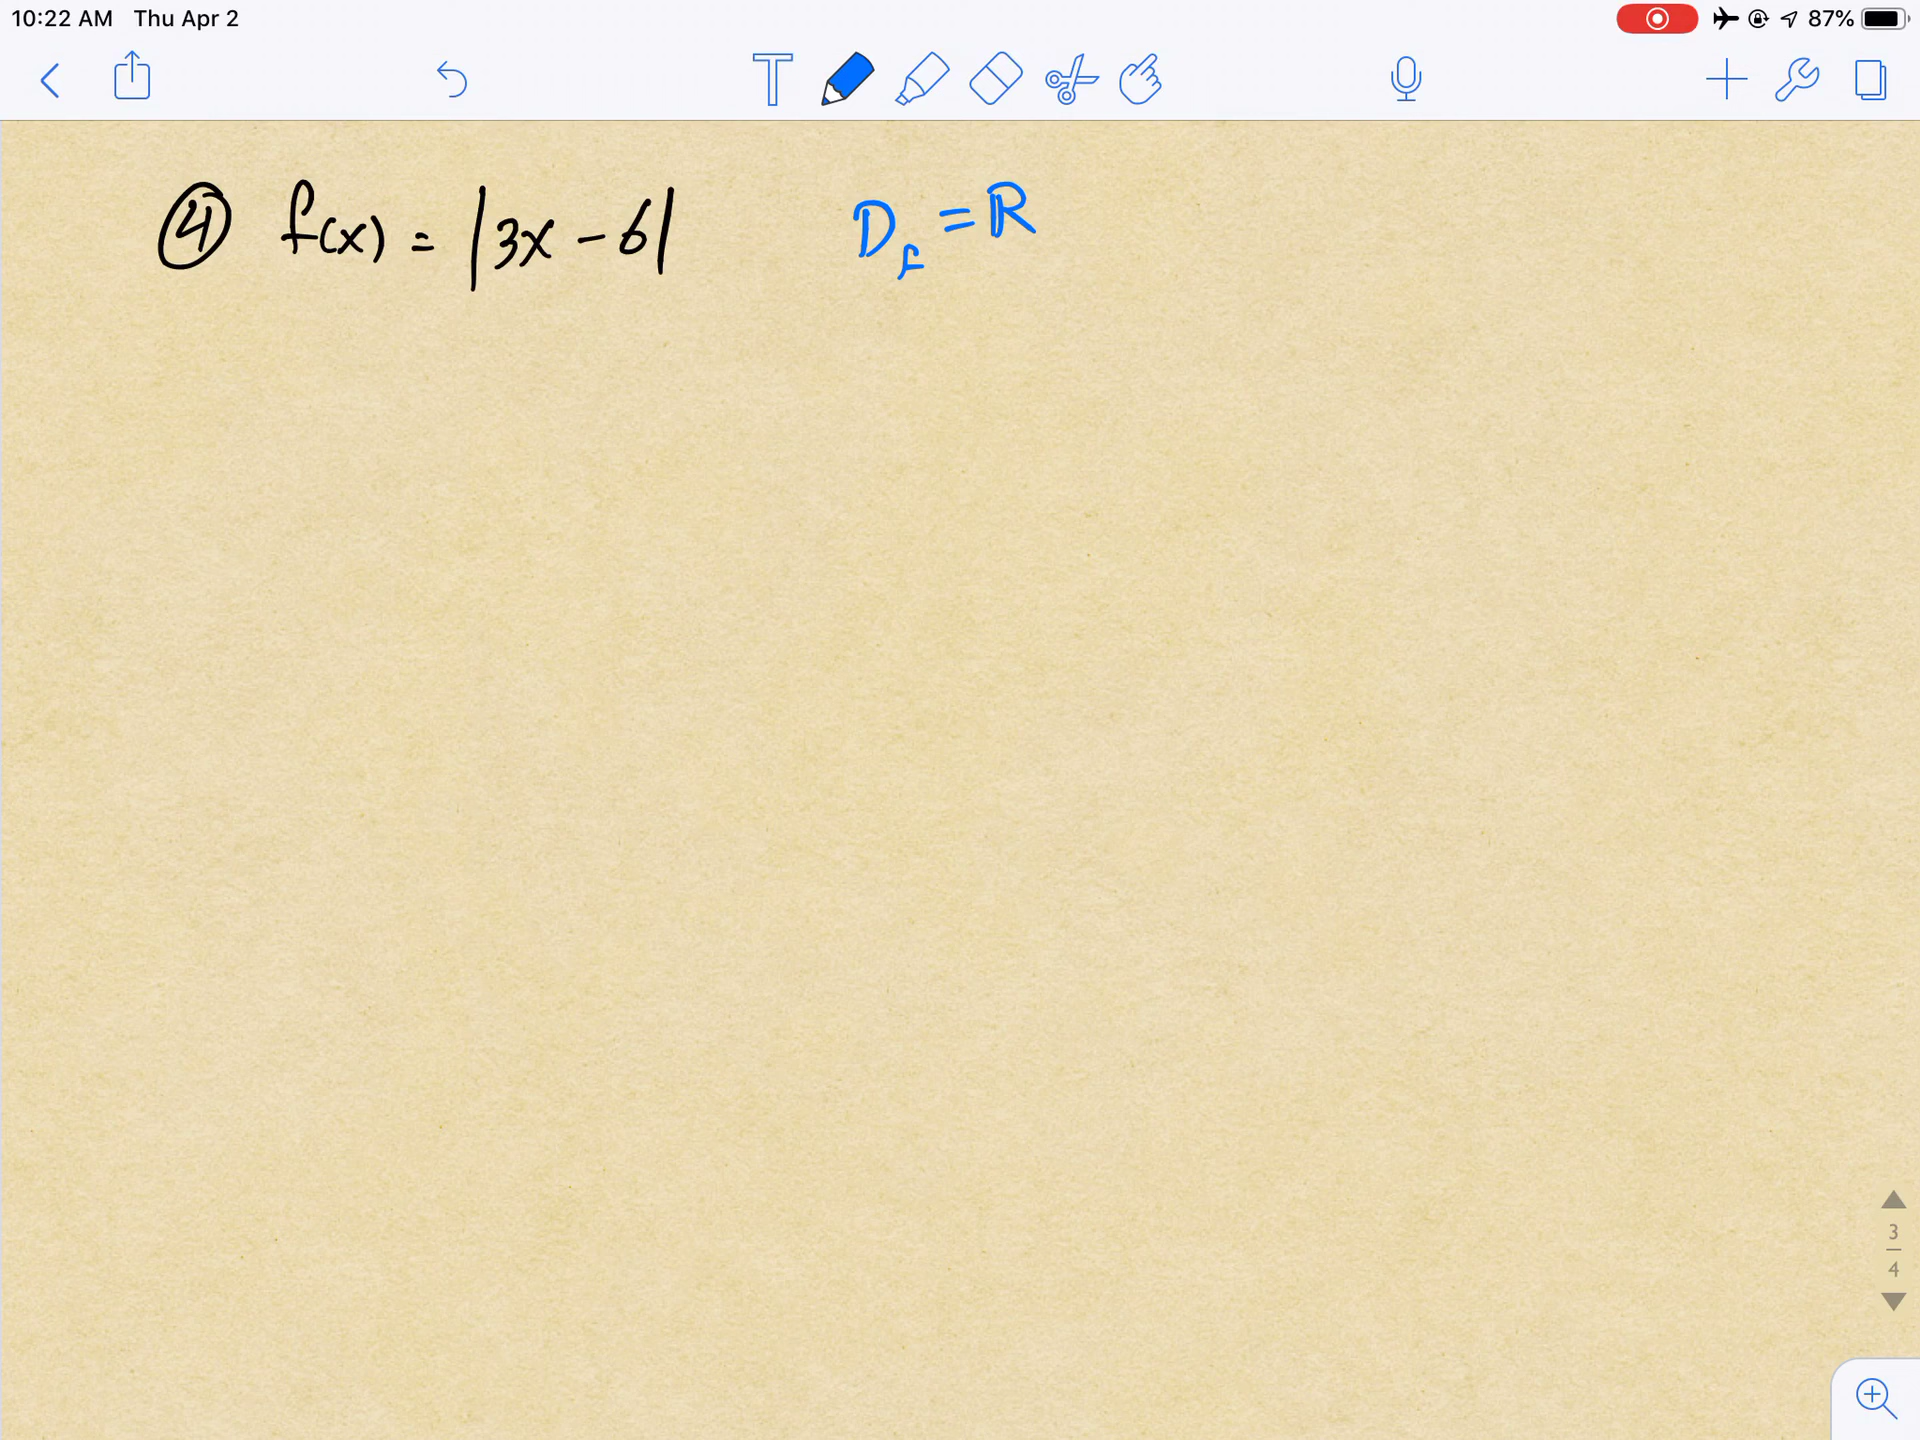 10:22 AM Thu Apr 2 87%
T
④ f(x) = |3x - 6| D_f = ℝ
3
4